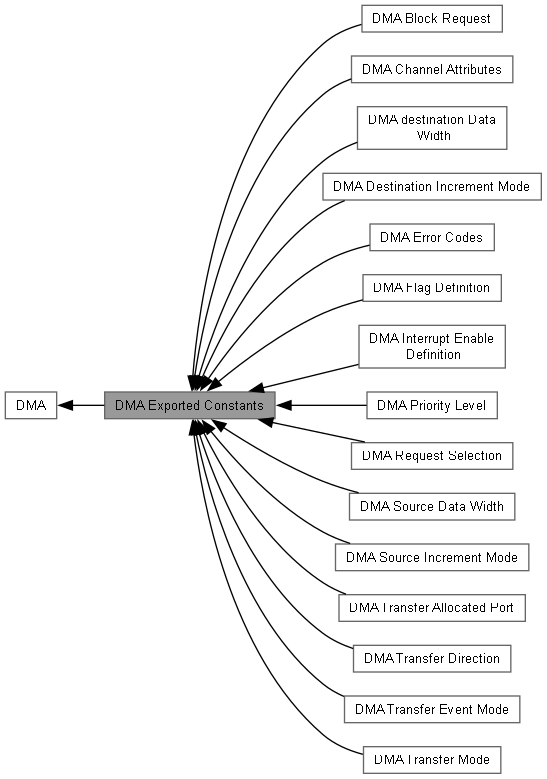 DMA Block Request
DMA Channel Attributes
DMA destination Data
Width
DMA Destination Increment Mode
DMA Error Codes
DMA Flag Definition
DMA Interrupt Enable
Definition
DMA
DMA Exported Constants
DMA Priority Level
DMA Request Selection
DMA Source Data Width
DMA Source Increment Mode
DMA Transfer Allocated Port
DMA Transfer Direction
DMA Transfer Event Mode
DMA Transfer Mode